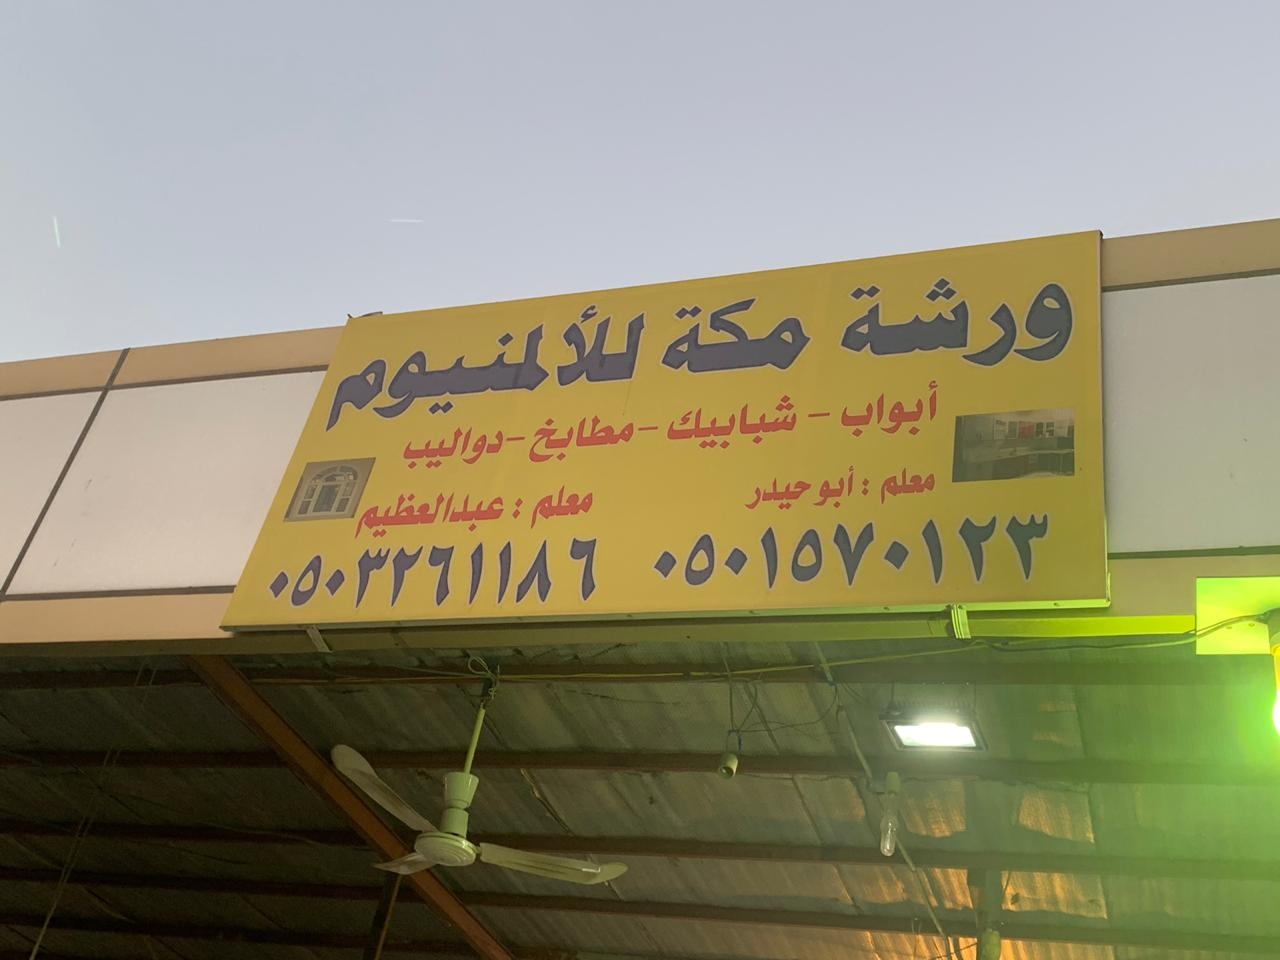 ورشة مكة للألمنيوم
أبواب - شبابيك - مطابخ - دواليب
معلم : أبو حيدر
٠٥٠١٥٧٠١٢٣
معلم : عبدالعظيم
٠٥٠٣٢٦١١٨٦